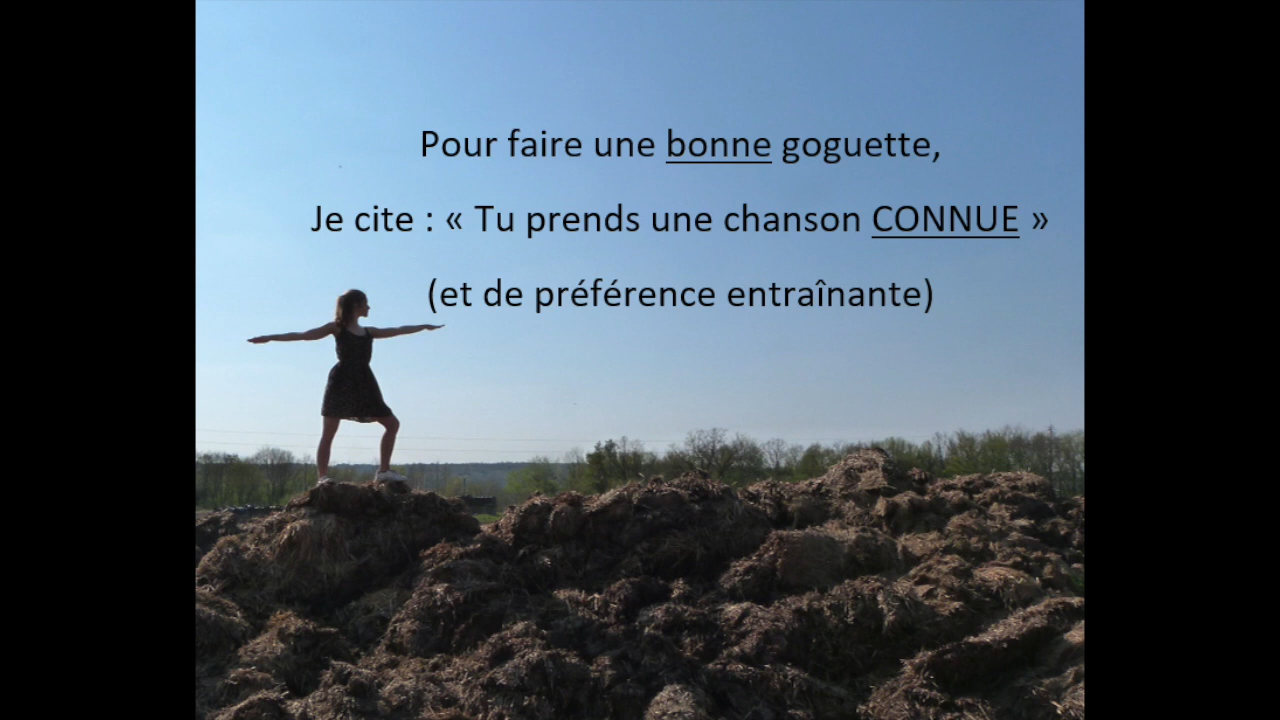 Pour faire une bonne goguette,
Je cite : « Tu prends une chanson CONNUE »
(et de préférence entraînante)